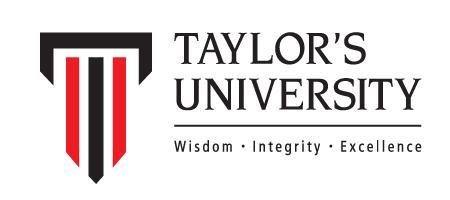 TAYLOR'S
UNIVERSITY
Wisdom · Integrity · Excellence